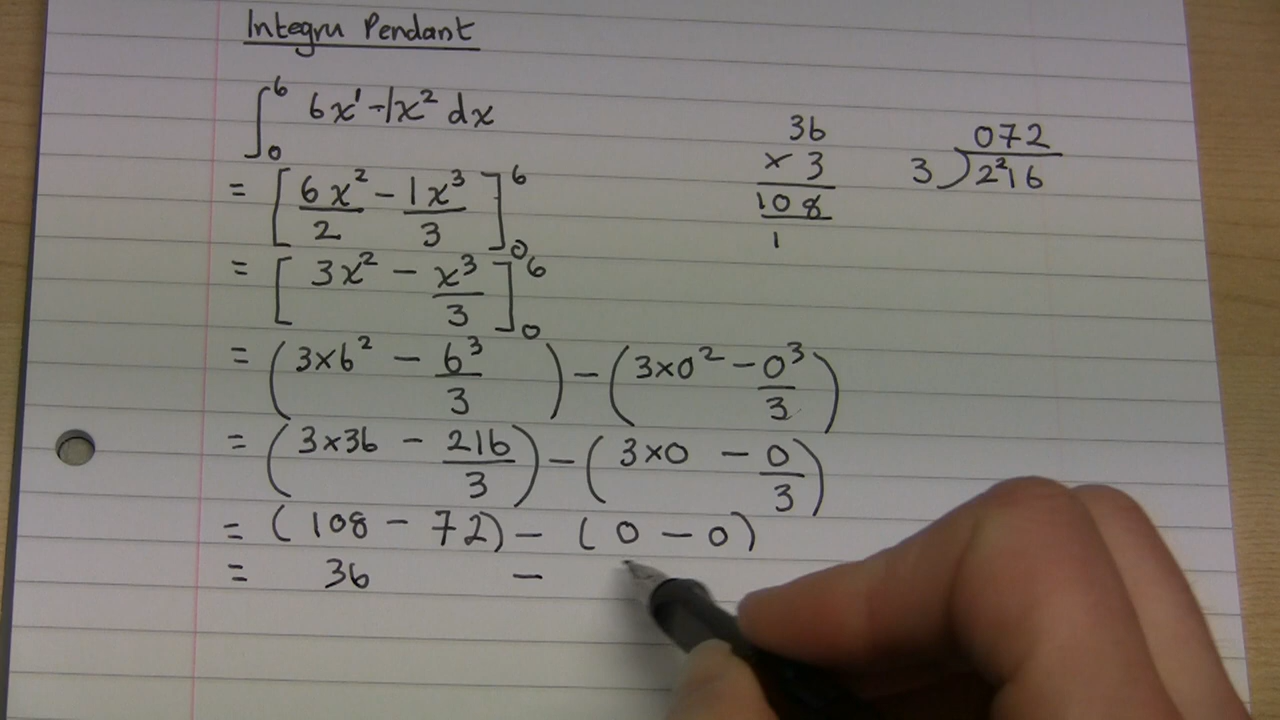 Integru Pendant
∫₀⁶ 6x¹ - 1x² dx
= [6x²/2 - 1x³/3]₀⁶
= [3x² - x³/3]₀⁶
= (3×6² - 6³/3) - (3×0² - 0³/3)
= (3×36 - 216/3) - (3×0 - 0/3)
= (108 - 72) - (0 - 0)
= 36 -
36
× 3
108
1
072
3 ) 2²16